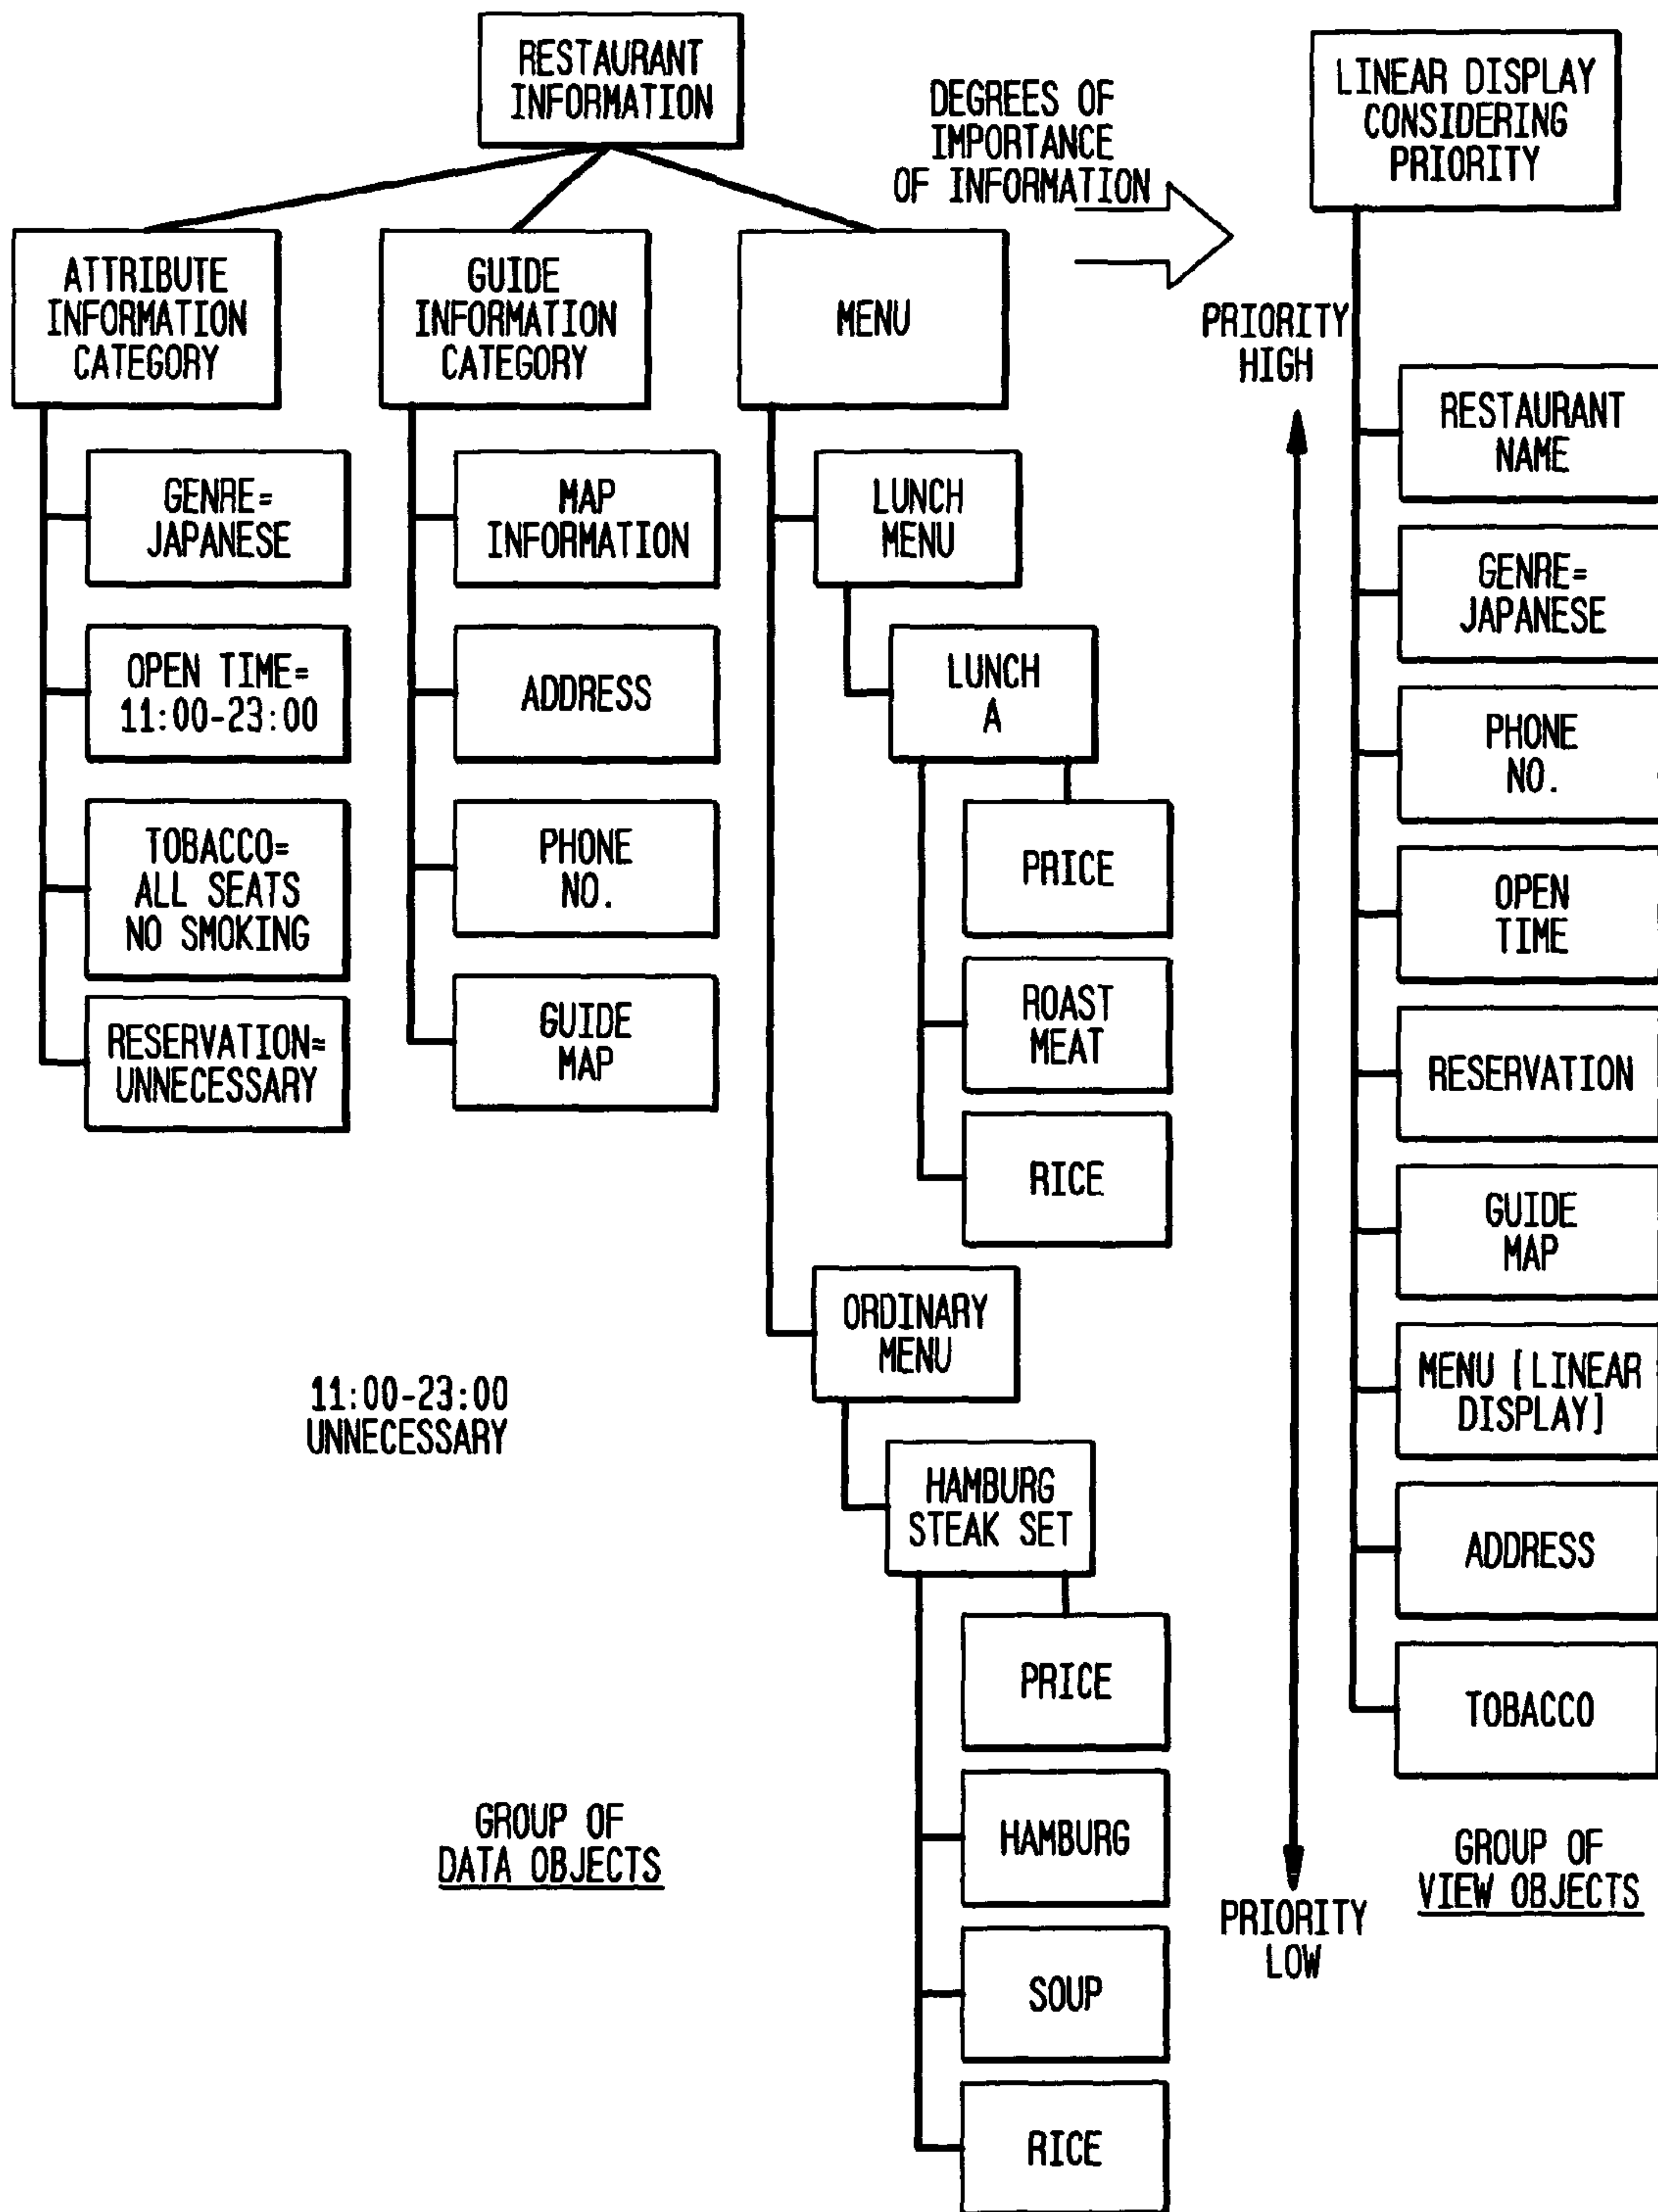 RESTAURANT
INFORMATION
DEGREES OF
IMPORTANCE
OF INFORMATION
LINEAR DISPLAY
CONSIDERING
PRIORITY
ATTRIBUTE
INFORMATION
CATEGORY
GENRE=
JAPANESE
OPEN TIME=
11:00-23:00
TOBACCO=
ALL SEATS
NO SMOKING
RESERVATION=
UNNECESSARY
GUIDE
INFORMATION
CATEGORY
MAP
INFORMATION
ADDRESS
PHONE
NO.
GUIDE
MAP
MENU
LUNCH
MENU
LUNCH
A
PRICE
ROAST
MEAT
RICE
ORDINARY
MENU
HAMBURG
STEAK SET
PRICE
HAMBURG
SOUP
RICE
11:00-23:00
UNNECESSARY
GROUP OF
DATA OBJECTS
PRIORITY
HIGH
PRIORITY
LOW
RESTAURANT
NAME
GENRE=
JAPANESE
PHONE
NO.
OPEN
TIME
RESERVATION
GUIDE
MAP
MENU [LINEAR
DISPLAY]
ADDRESS
TOBACCO
GROUP OF
VIEW OBJECTS